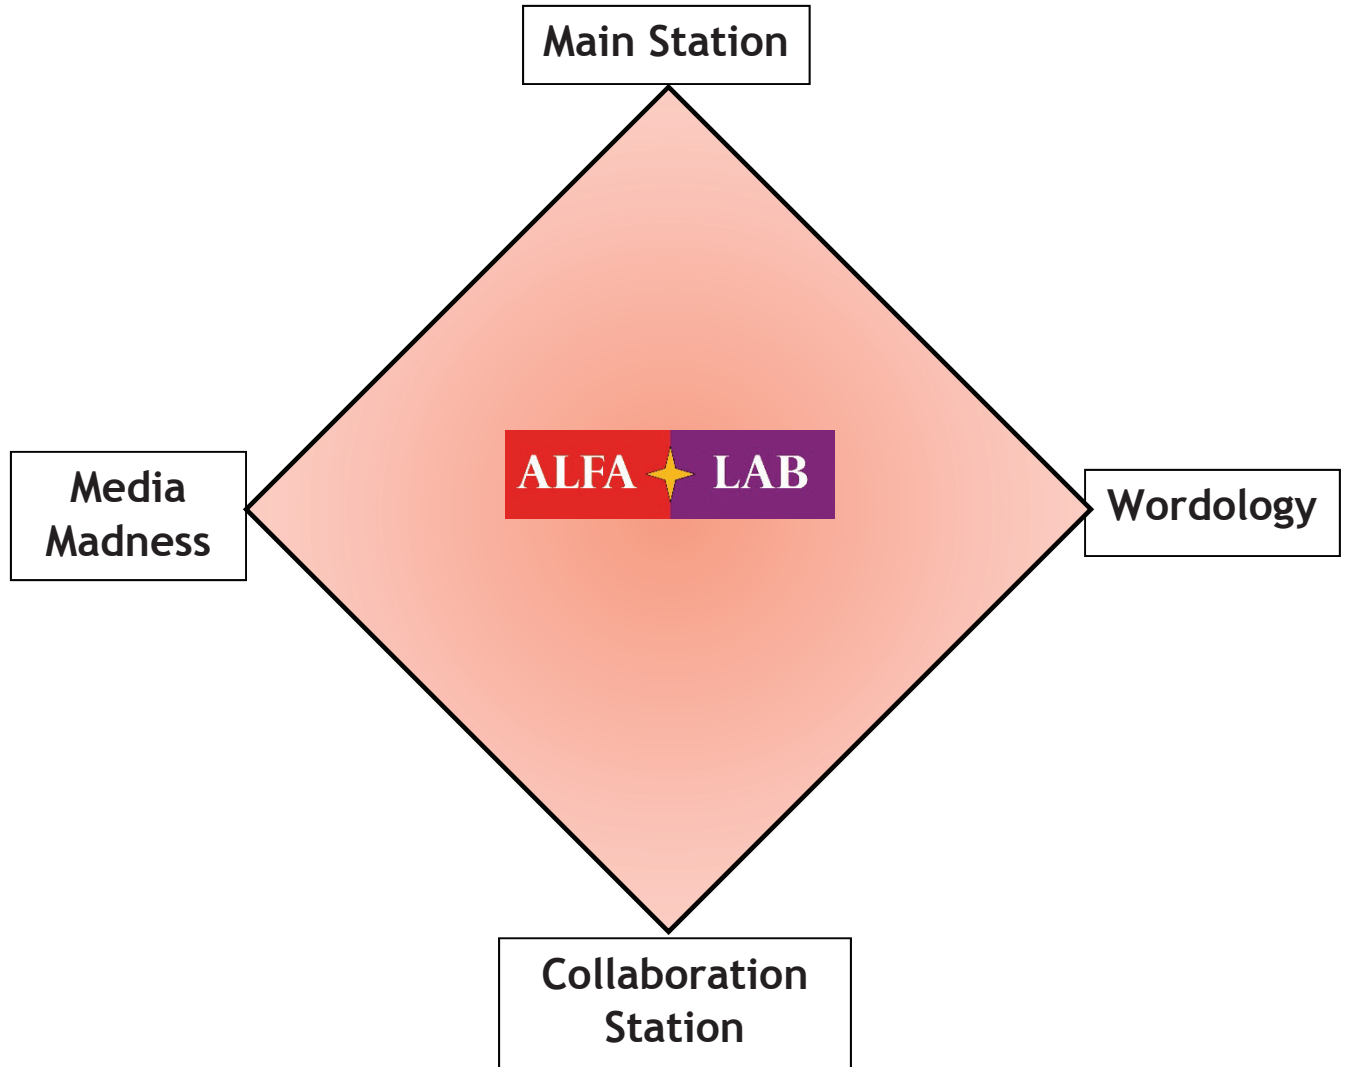 Main Station
ALFA LAB
Media
Madness
Wordology
Collaboration
Station